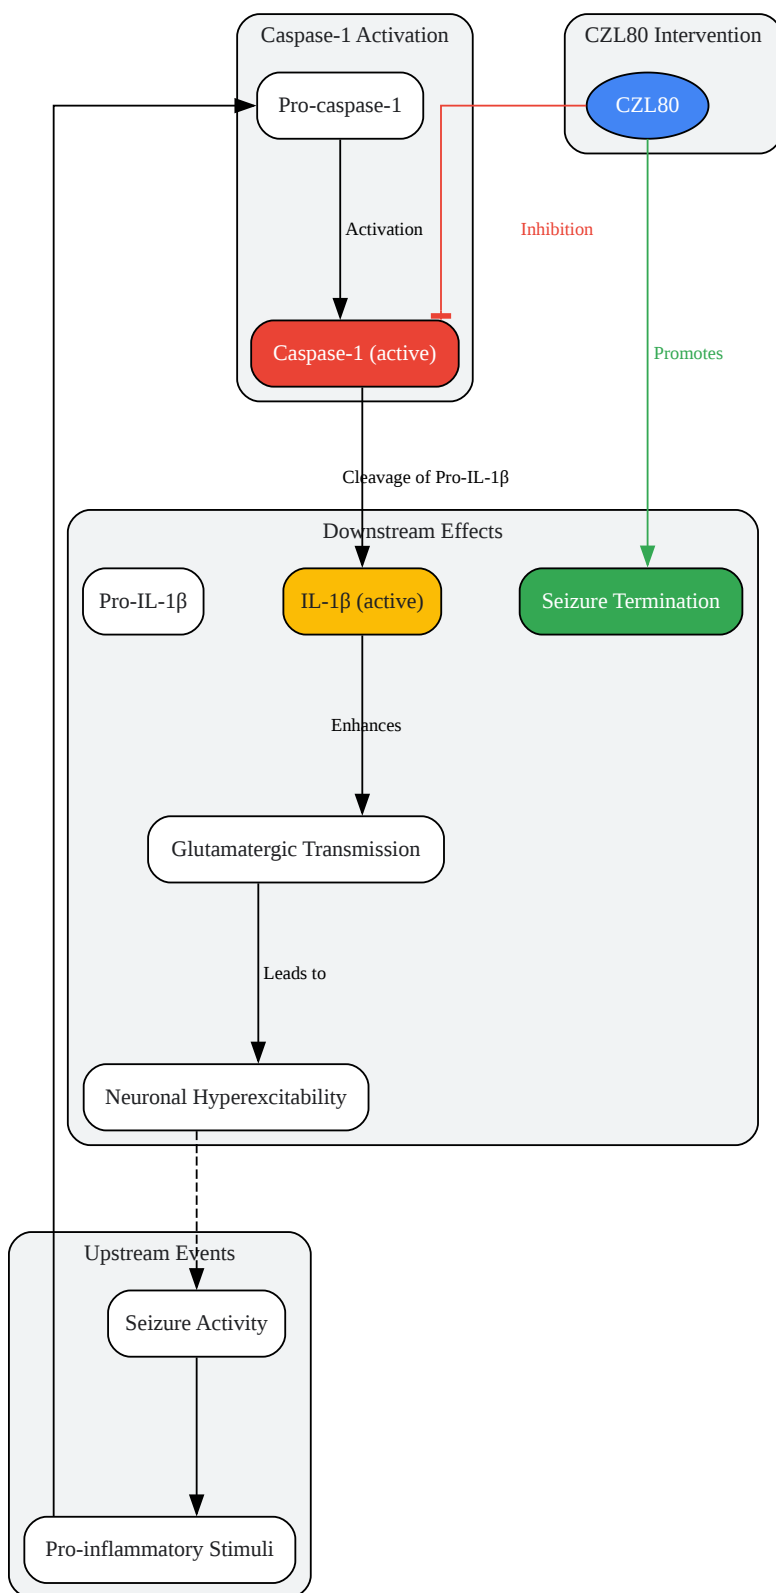 Caspase-1 Activation
CZL80 Intervention
Pro-caspase-1
CZL80
Activation
Inhibition
Caspase-1 (active)
Promotes
Cleavage of Pro-IL-1β
Downstream Effects
Pro-IL-1β
IL-1β (active)
Seizure Termination
Enhances
Glutamatergic Transmission
Leads to
Neuronal Hyperexcitability
Upstream Events
Seizure Activity
Pro-inflammatory Stimuli